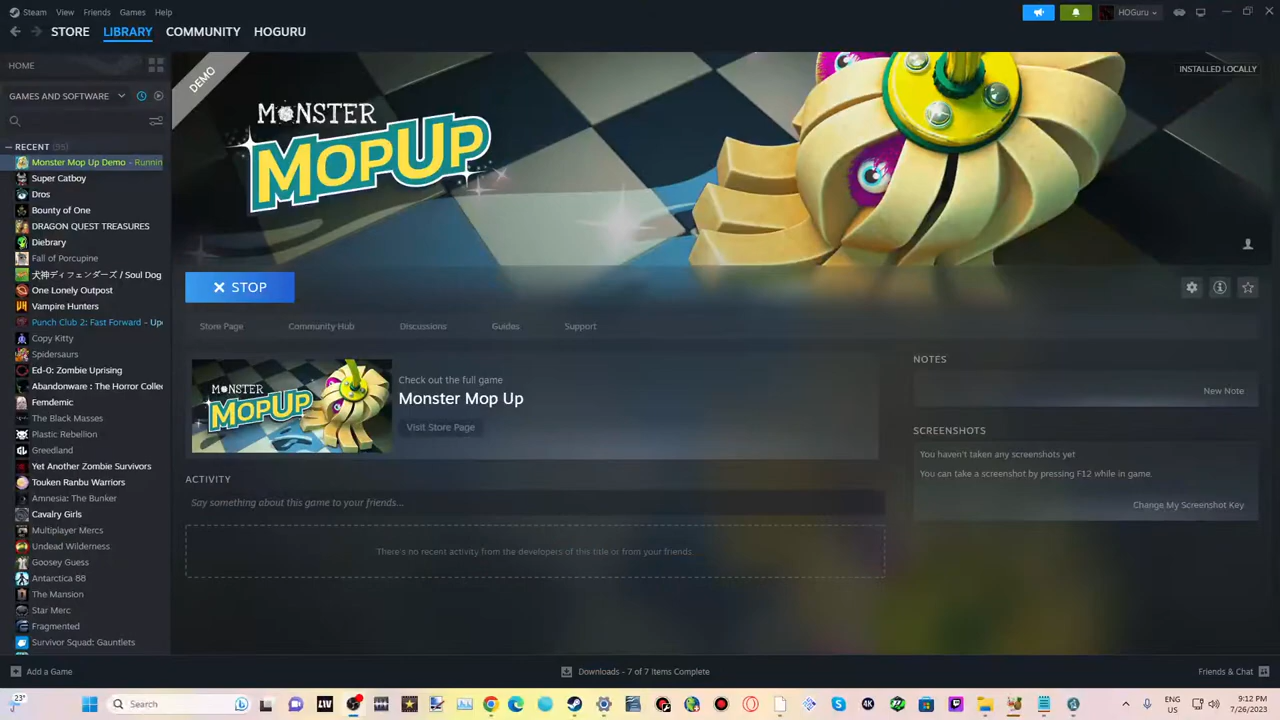 Steam View Friends Games Help HOGuru
STORE LIBRARY COMMUNITY HOGURU
HOME
GAMES AND SOFTWARE
RECENT
Monster Mop Up Demo - Runnin
Super Catboy
Dros
Bounty of One
DRAGON QUEST TREASURES
Diebrary
Fall of Porcupine
犬神ディフェンダーズ / Soul Dog
One Lonely Outpost
Vampire Hunters
Punch Club 2: Fast Forward - Up
Copy Kitty
Spidersaurs
Ed-0: Zombie Uprising
Abandonware : The Horror Collec
Femdemic
The Black Masses
Plastic Rebellion
Greedland
Yet Another Zombie Survivors
Touken Ranbu Warriors
Amnesia: The Bunker
Cavalry Girls
Multiplayer Mercs
Undead Wilderness
Goosey Guess
Antarctica 88
The Mansion
Star Merc
Fragmented
Survivor Squad: Gauntlets
DEMO
MONSTER
MOPUP
INSTALLED LOCALLY
STOP
Store Page Community Hub Discussions Guides Support
MONSTER
MOPUP
Check out the full game
Monster Mop Up
Visit Store Page
ACTIVITY
Say something about this game to your friends...
There's no recent activity from the developers of this title or from your friends.
NOTES
New Note
SCREENSHOTS
You haven't taken any screenshots yet
You can take a screenshot by pressing F12 while in game.
Change My Screenshot Key
Add a Game
Downloads - 7 of 7 Items Complete
Friends & Chat
23°
Search
LIV
4K
ENG
US
9:12 PM
7/26/2023